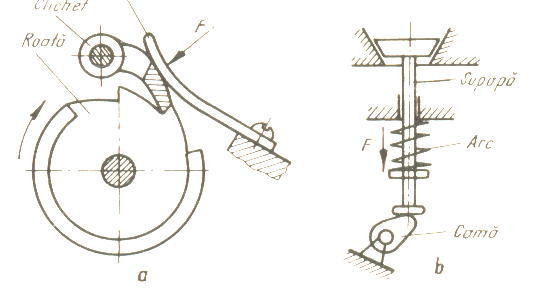 Clichet
F
Roată
Supapă
F
Arc
Camă
a
b